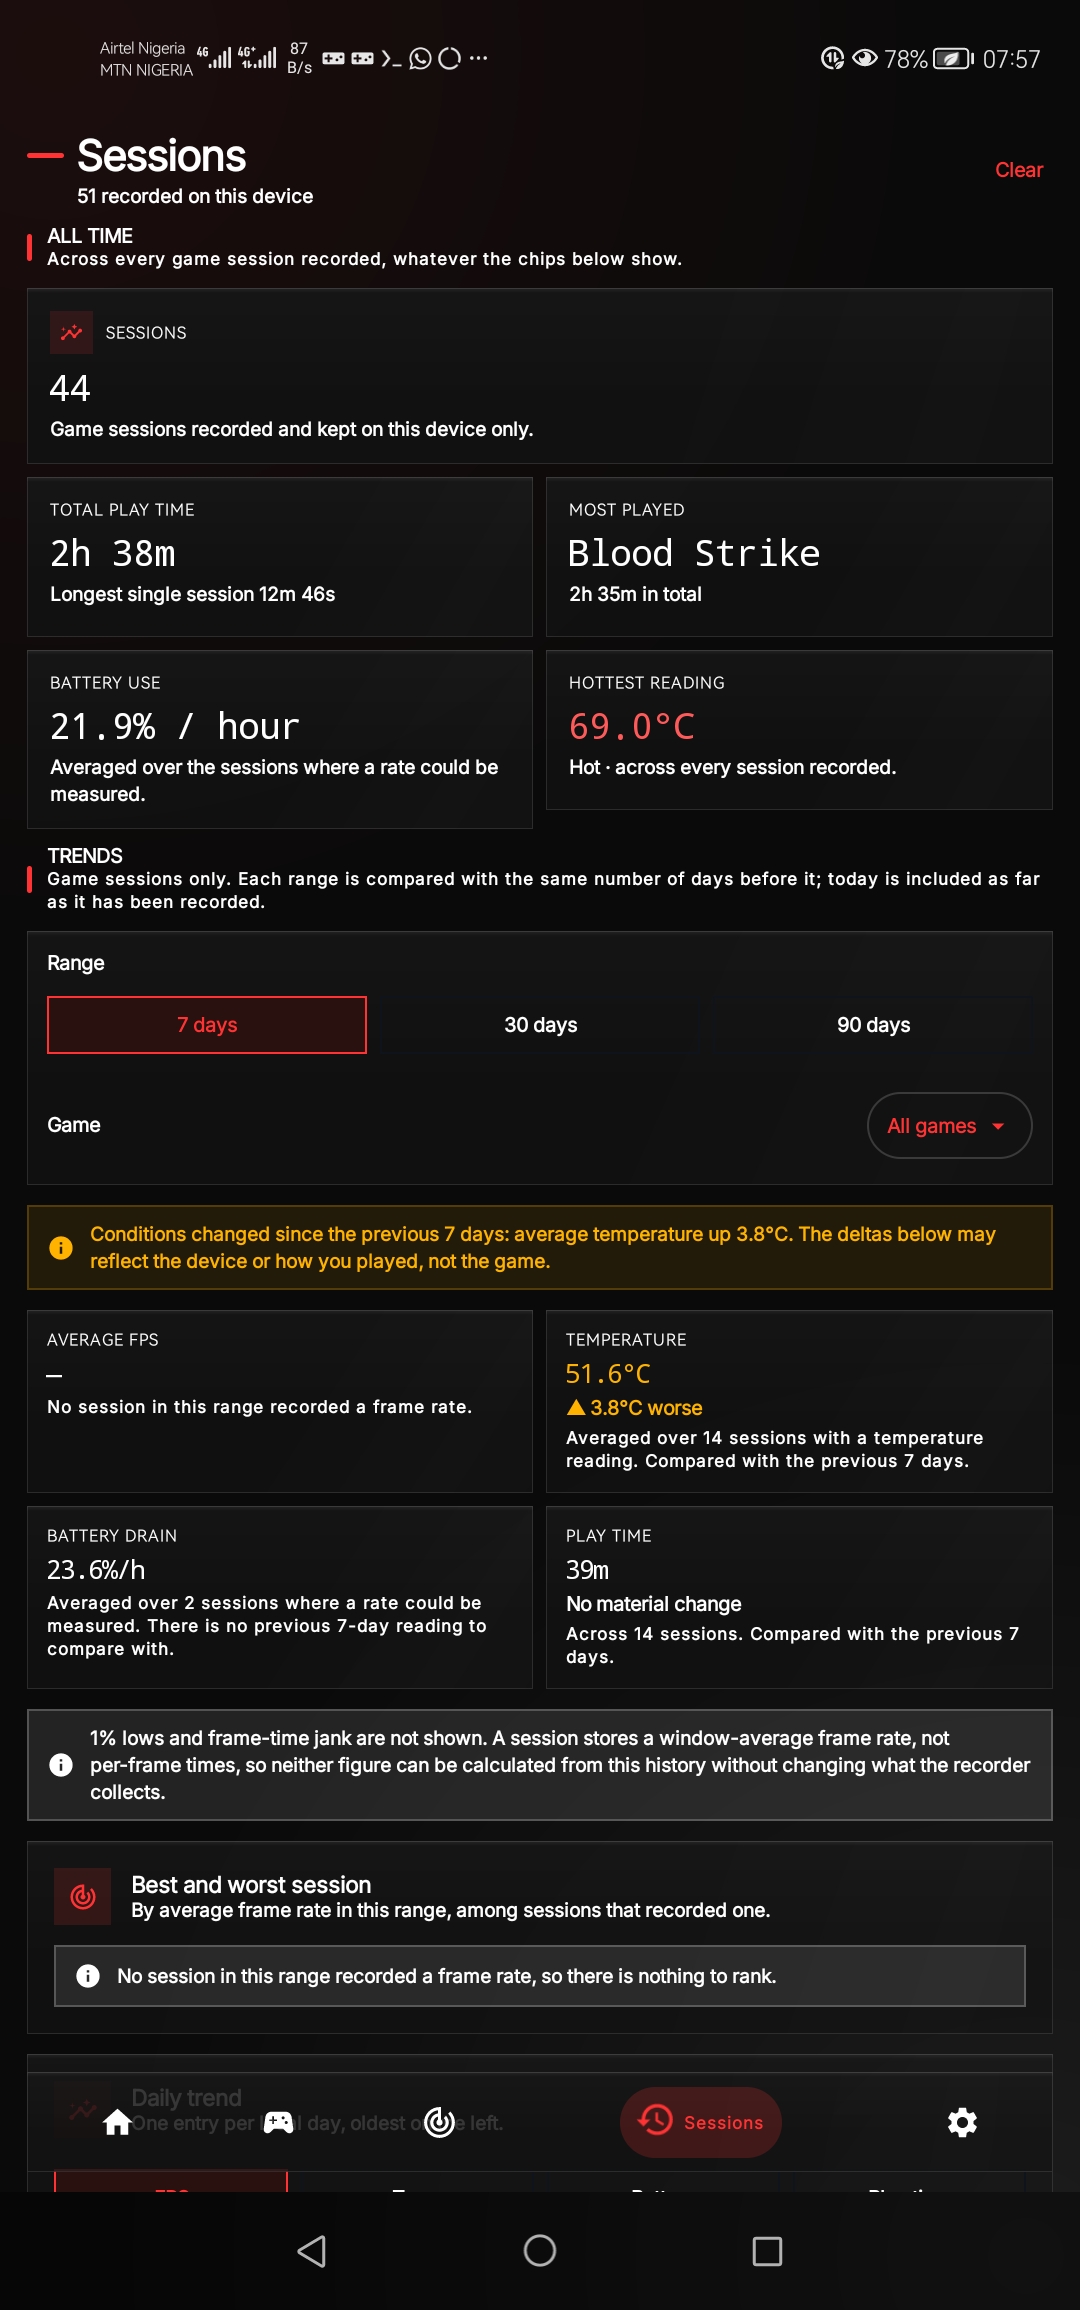 Airtel Nigeria
MTN NIGERIA
4G
4G+
87
B/s
78%
07:57
Sessions
51 recorded on this device
Clear
ALL TIME
Across every game session recorded, whatever the chips below show.
SESSIONS
44
Game sessions recorded and kept on this device only.
TOTAL PLAY TIME
2h 38m
Longest single session 12m 46s
MOST PLAYED
Blood Strike
2h 35m in total
BATTERY USE
21.9% / hour
Averaged over the sessions where a rate could be
measured.
HOTTEST READING
69.0°C
Hot · across every session recorded.
TRENDS
Game sessions only. Each range is compared with the same number of days before it; today is included as far
as it has been recorded.
Range
7 days
30 days
90 days
Game
All games
Conditions changed since the previous 7 days: average temperature up 3.8°C. The deltas below may
reflect the device or how you played, not the game.
AVERAGE FPS
—
No session in this range recorded a frame rate.
TEMPERATURE
51.6°C
▲ 3.8°C worse
Averaged over 14 sessions with a temperature
reading. Compared with the previous 7 days.
BATTERY DRAIN
23.6%/h
Averaged over 2 sessions where a rate could be
measured. There is no previous 7-day reading to
compare with.
PLAY TIME
39m
No material change
Across 14 sessions. Compared with the previous 7
days.
1% lows and frame-time jank are not shown. A session stores a window-average frame rate, not
per-frame times, so neither figure can be calculated from this history without changing what the recorder
collects.
Best and worst session
By average frame rate in this range, among sessions that recorded one.
No session in this range recorded a frame rate, so there is nothing to rank.
Daily trend
One entry per day, oldest left.
Sessions